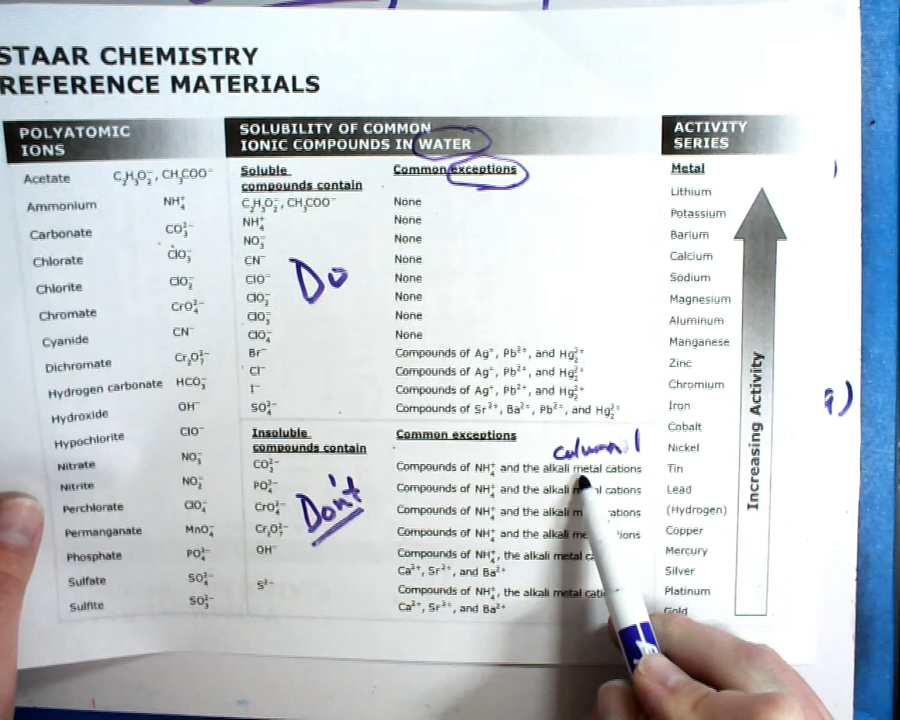 STAAR CHEMISTRY
REFERENCE MATERIALS
POLYATOMIC
IONS
Acetate C₂H₃O₂⁻, CH₃COO⁻
Ammonium NH₄⁺
Carbonate CO₃²⁻
Chlorate ClO₃⁻
Chlorite ClO₂⁻
Chromate CrO₄²⁻
Cyanide CN⁻
Dichromate Cr₂O₇²⁻
Hydrogen carbonate HCO₃⁻
Hydroxide OH⁻
Hypochlorite ClO⁻
Nitrate NO₃⁻
Nitrite NO₂⁻
Perchlorate ClO₄⁻
Permanganate MnO₄⁻
Phosphate PO₄³⁻
Sulfate SO₄²⁻
Sulfite SO₃²⁻
SOLUBILITY OF COMMON
IONIC COMPOUNDS IN WATER
Soluble
compounds contain
Common exceptions
C₂H₃O₂⁻, CH₃COO⁻ None
NH₄⁺ None
NO₃⁻ None
CN⁻ None
ClO⁻ None
ClO₂⁻ None
ClO₃⁻ None
ClO₄⁻ None
Do
Br⁻ Compounds of Ag⁺, Pb²⁺, and Hg₂²⁺
Cl⁻ Compounds of Ag⁺, Pb²⁺, and Hg₂²⁺
I⁻ Compounds of Ag⁺, Pb²⁺, and Hg₂²⁺
SO₄²⁻ Compounds of Sr²⁺, Ba²⁺, Pb²⁺, and Hg₂²⁺
Insoluble
compounds contain
Common exceptions
column 1
CO₃²⁻ Compounds of NH₄⁺ and the alkali metal cations
PO₄³⁻ Compounds of NH₄⁺ and the alkali cations
CrO₄²⁻ Compounds of NH₄⁺ and the alkali
Cr₂O₇²⁻ Compounds of NH₄⁺ and the alkali
Don't
OH⁻ Compounds of NH₄⁺, the alkali metal
Ca²⁺, Sr²⁺, and Ba²⁺
S²⁻ Compounds of NH₄⁺, the alkali metal
Ca²⁺, Sr²⁺, and Ba²⁺
ACTIVITY
SERIES
Metal
Lithium
Potassium
Barium
Calcium
Sodium
Magnesium
Aluminum
Manganese
Zinc
Chromium
Iron
Cobalt
Nickel
Tin
Lead
(Hydrogen)
Copper
Mercury
Silver
Platinum
Gold
Increasing Activity